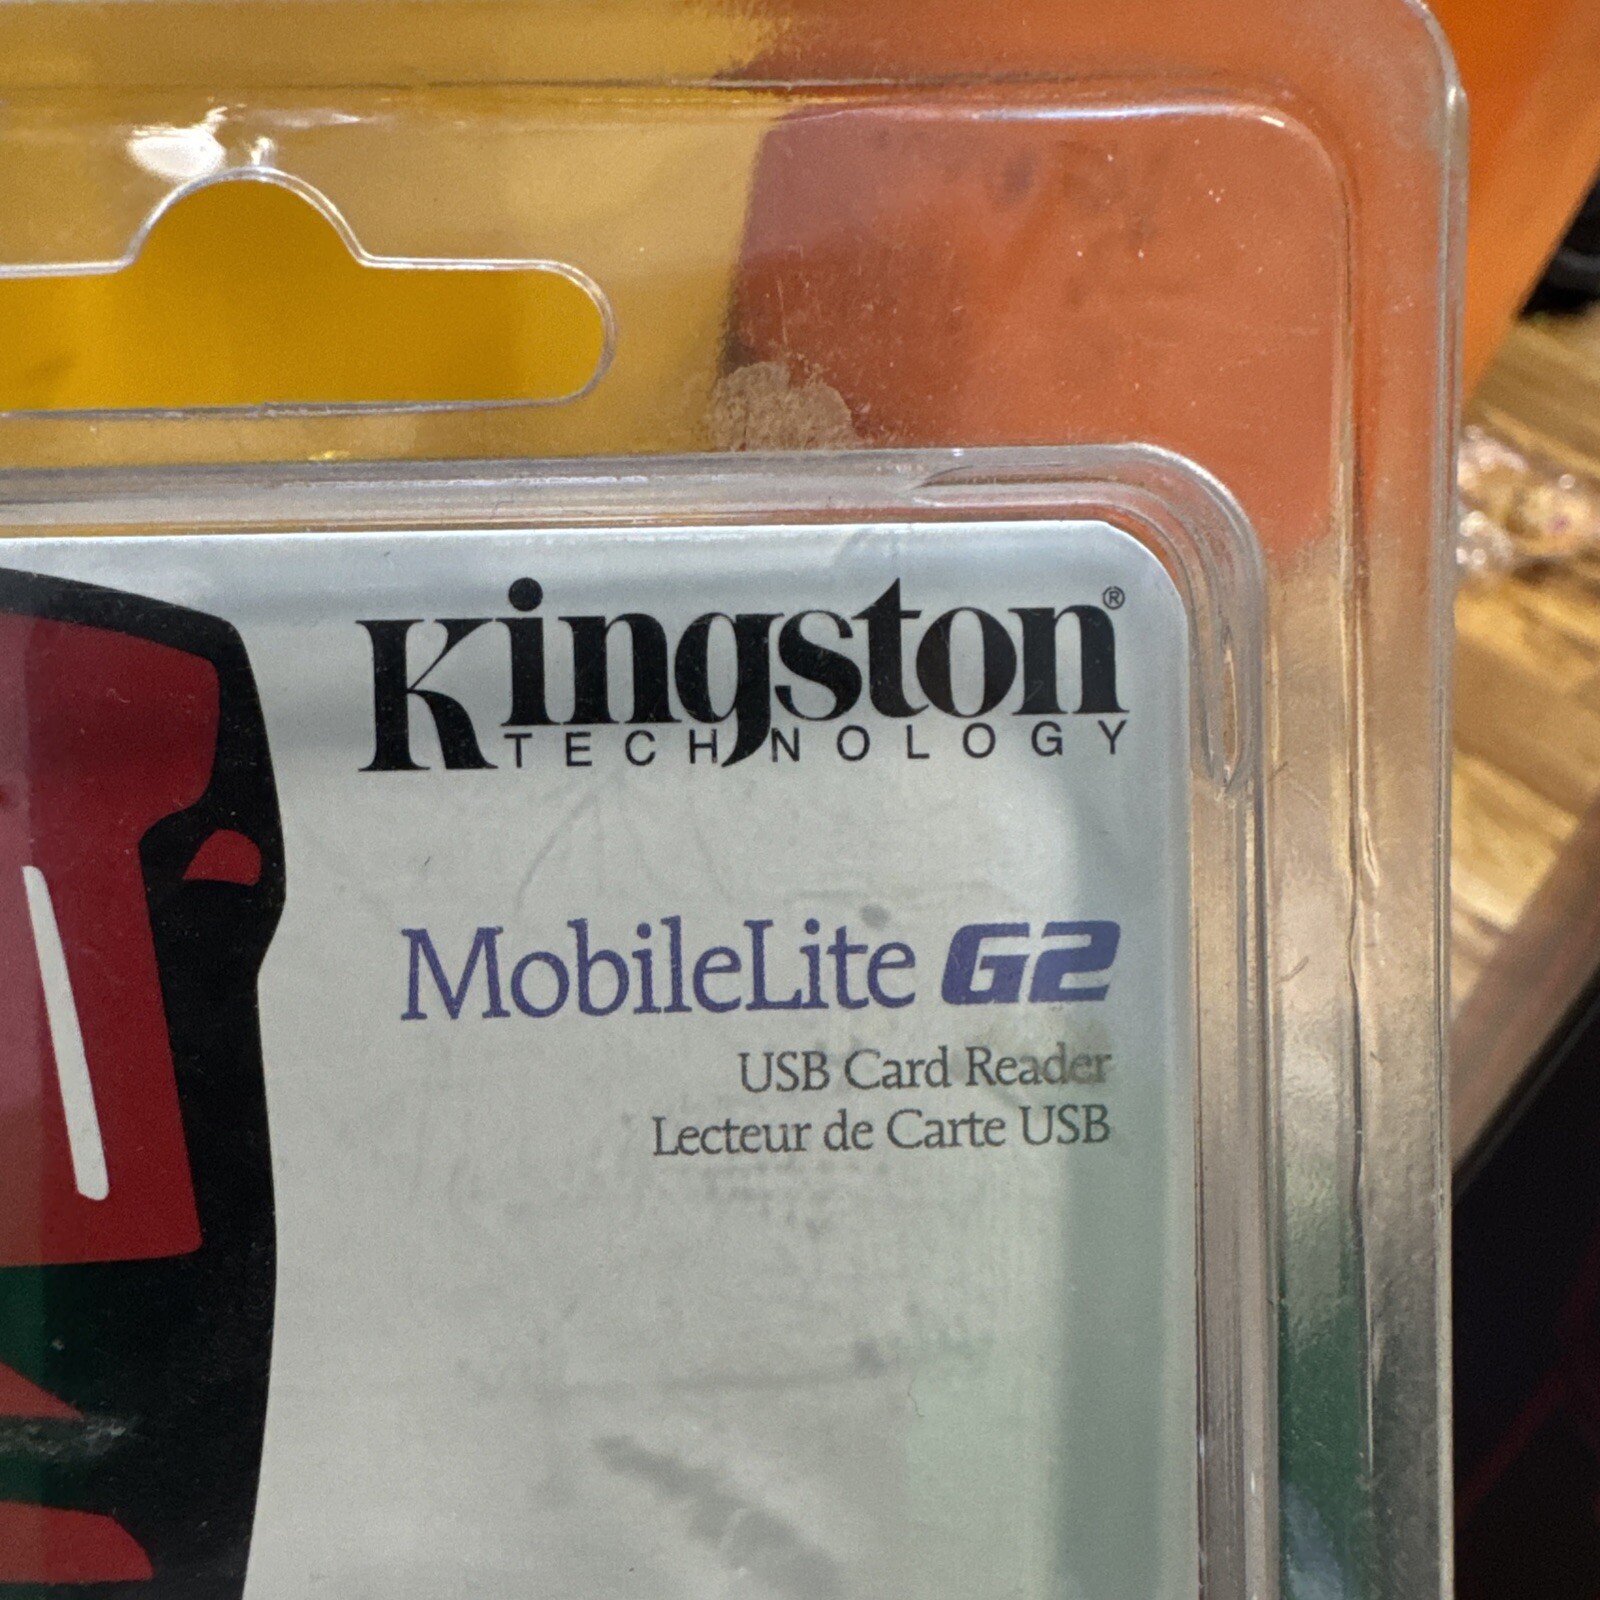 Kingston®
TECHNOLOGY
MobileLite G2
USB Card Reader
Lecteur de Carte USB